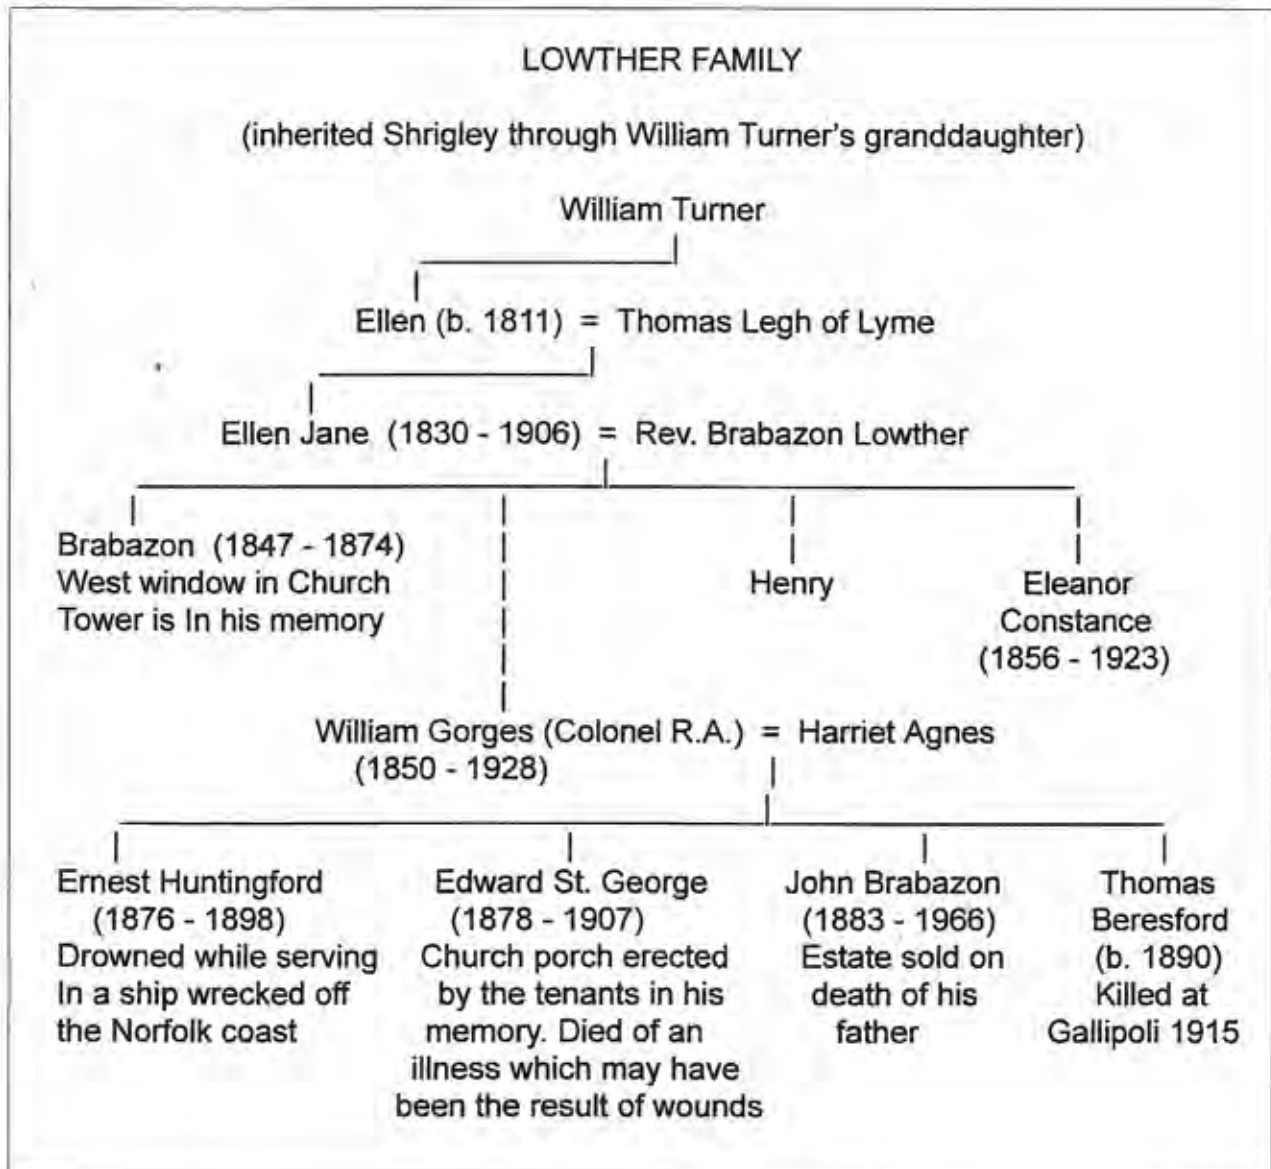 LOWTHER FAMILY
(inherited Shrigley through William Turner's granddaughter)
William Turner
Ellen (b. 1811) = Thomas Legh of Lyme
Ellen Jane (1830 - 1906) = Rev. Brabazon Lowther
Brabazon (1847 - 1874)
West window in Church
Tower is In his memory
Henry
Eleanor
Constance
(1856 - 1923)
William Gorges (Colonel R.A.) = Harriet Agnes
(1850 - 1928)
Ernest Huntingford
(1876 - 1898)
Drowned while serving
In a ship wrecked off
the Norfolk coast
Edward St. George
(1878 - 1907)
Church porch erected
by the tenants in his
memory. Died of an
illness which may have
been the result of wounds
John Brabazon
(1883 - 1966)
Estate sold on
death of his
father
Thomas
Beresford
(b. 1890)
Killed at
Gallipoli 1915